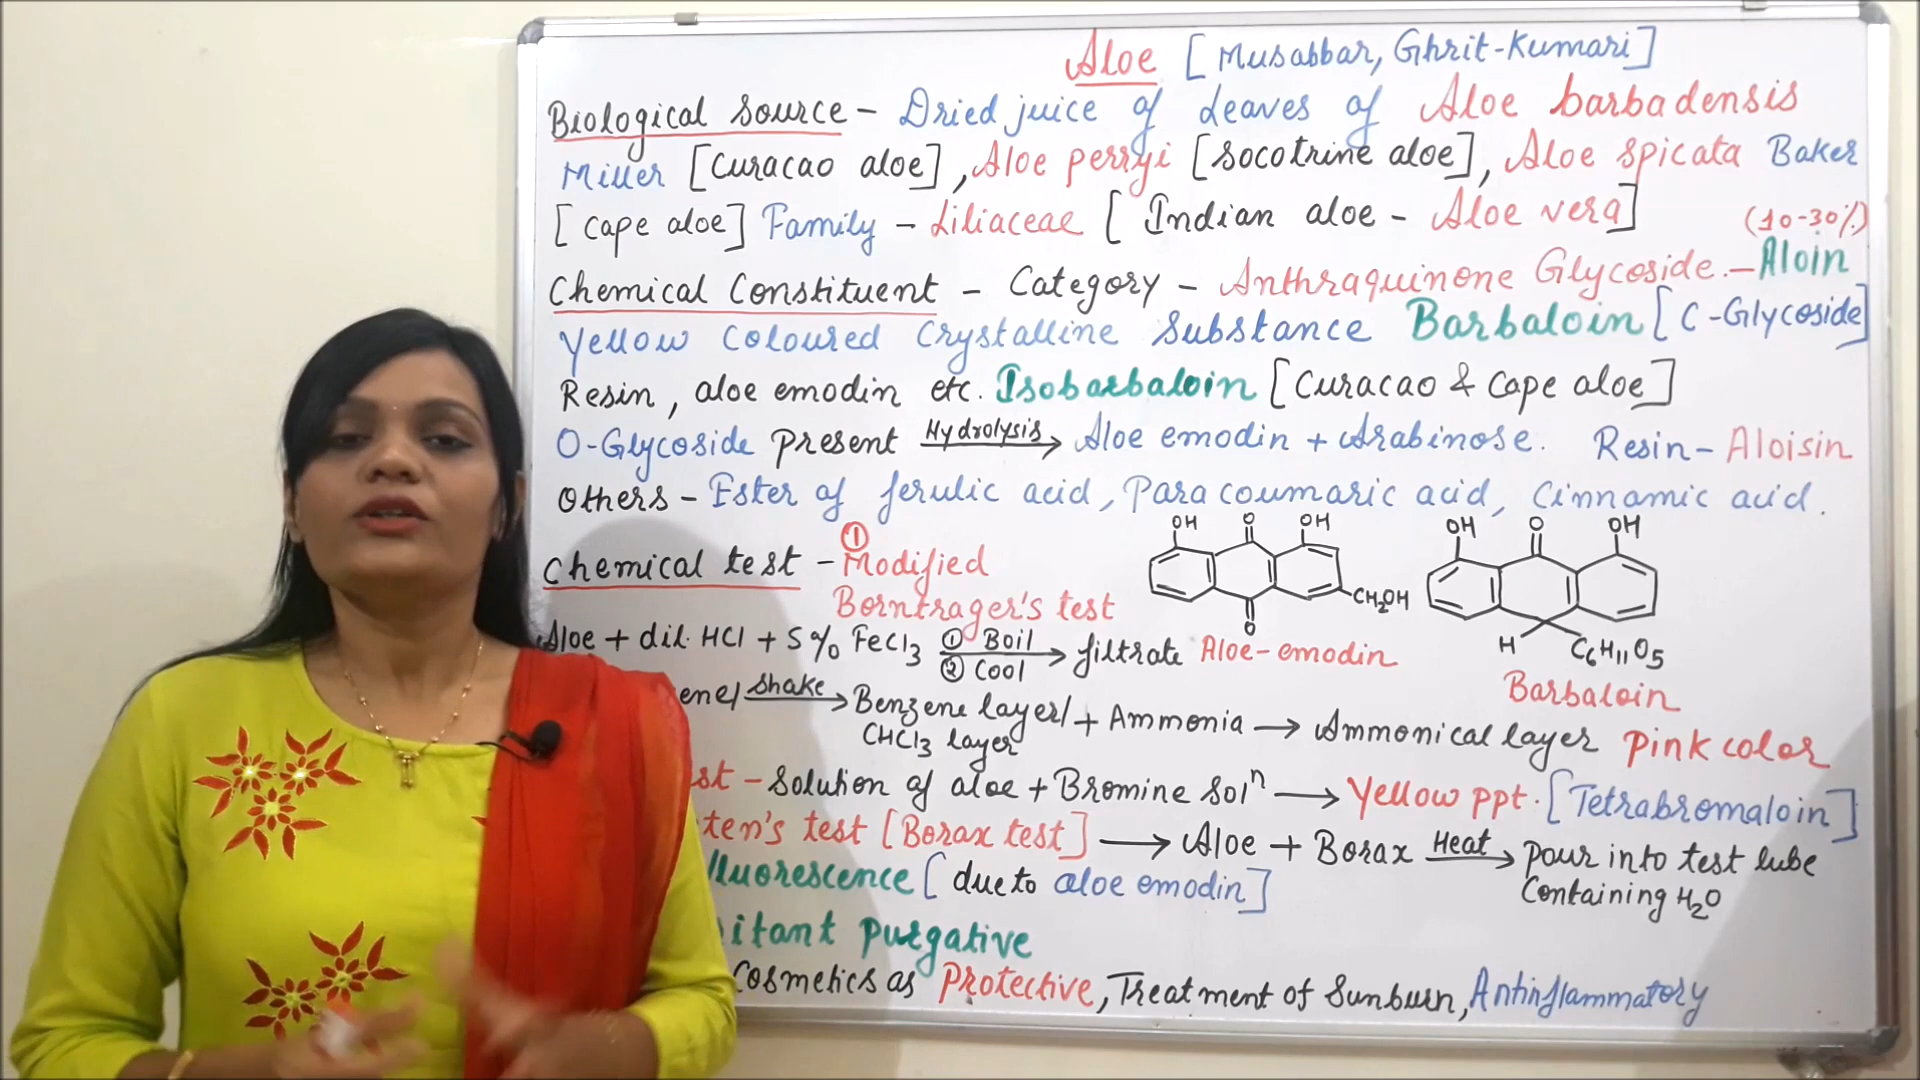 Aloe [Musabbar, Ghrit-Kumari]
Biological source - Dried juice of Leaves of Aloe barbadensis
Miller [Curacao aloe], Aloe perryi [Socotrine aloe], Aloe spicata Baker
[Cape aloe] Family - Liliaceae [Indian aloe - Aloe vera]
(10-30%)
Chemical Constituent - Category - Anthraquinone Glycoside. - Aloin
Yellow Coloured Crystalline Substance Barbaloin [C-Glycoside]
Resin, aloe emodin etc. Isobarbaloin [Curacao & Cape aloe]
O-Glycoside present Hydrolysis → Aloe emodin + Arabinose. Resin - Aloisin
Others - Ester of ferulic acid, Para coumaric acid, Cinnamic acid.
OH O OH
OH O OH
Chemical test - ① Modified
Borntrager's test
CH2OH
O
H C6H11O5
Aloe + dil. HCl + 5% FeCl3 ① Boil ② Cool → filtrate
Aloe-emodin
Barbaloin
ene/ Shake → Benzene layer/ CHCl3 layer + Ammonia → Ammonical layer Pink color
st - Solution of aloe + Bromine Solⁿ → Yellow ppt. [Tetrabromaloin]
ten's test [Borax test] → Aloe + Borax Heat → Pour into test tube
Containing H2O
fluorescence [due to aloe emodin]
itant purgative
Cosmetics as Protective, Treatment of Sunburn, Antinflammatory